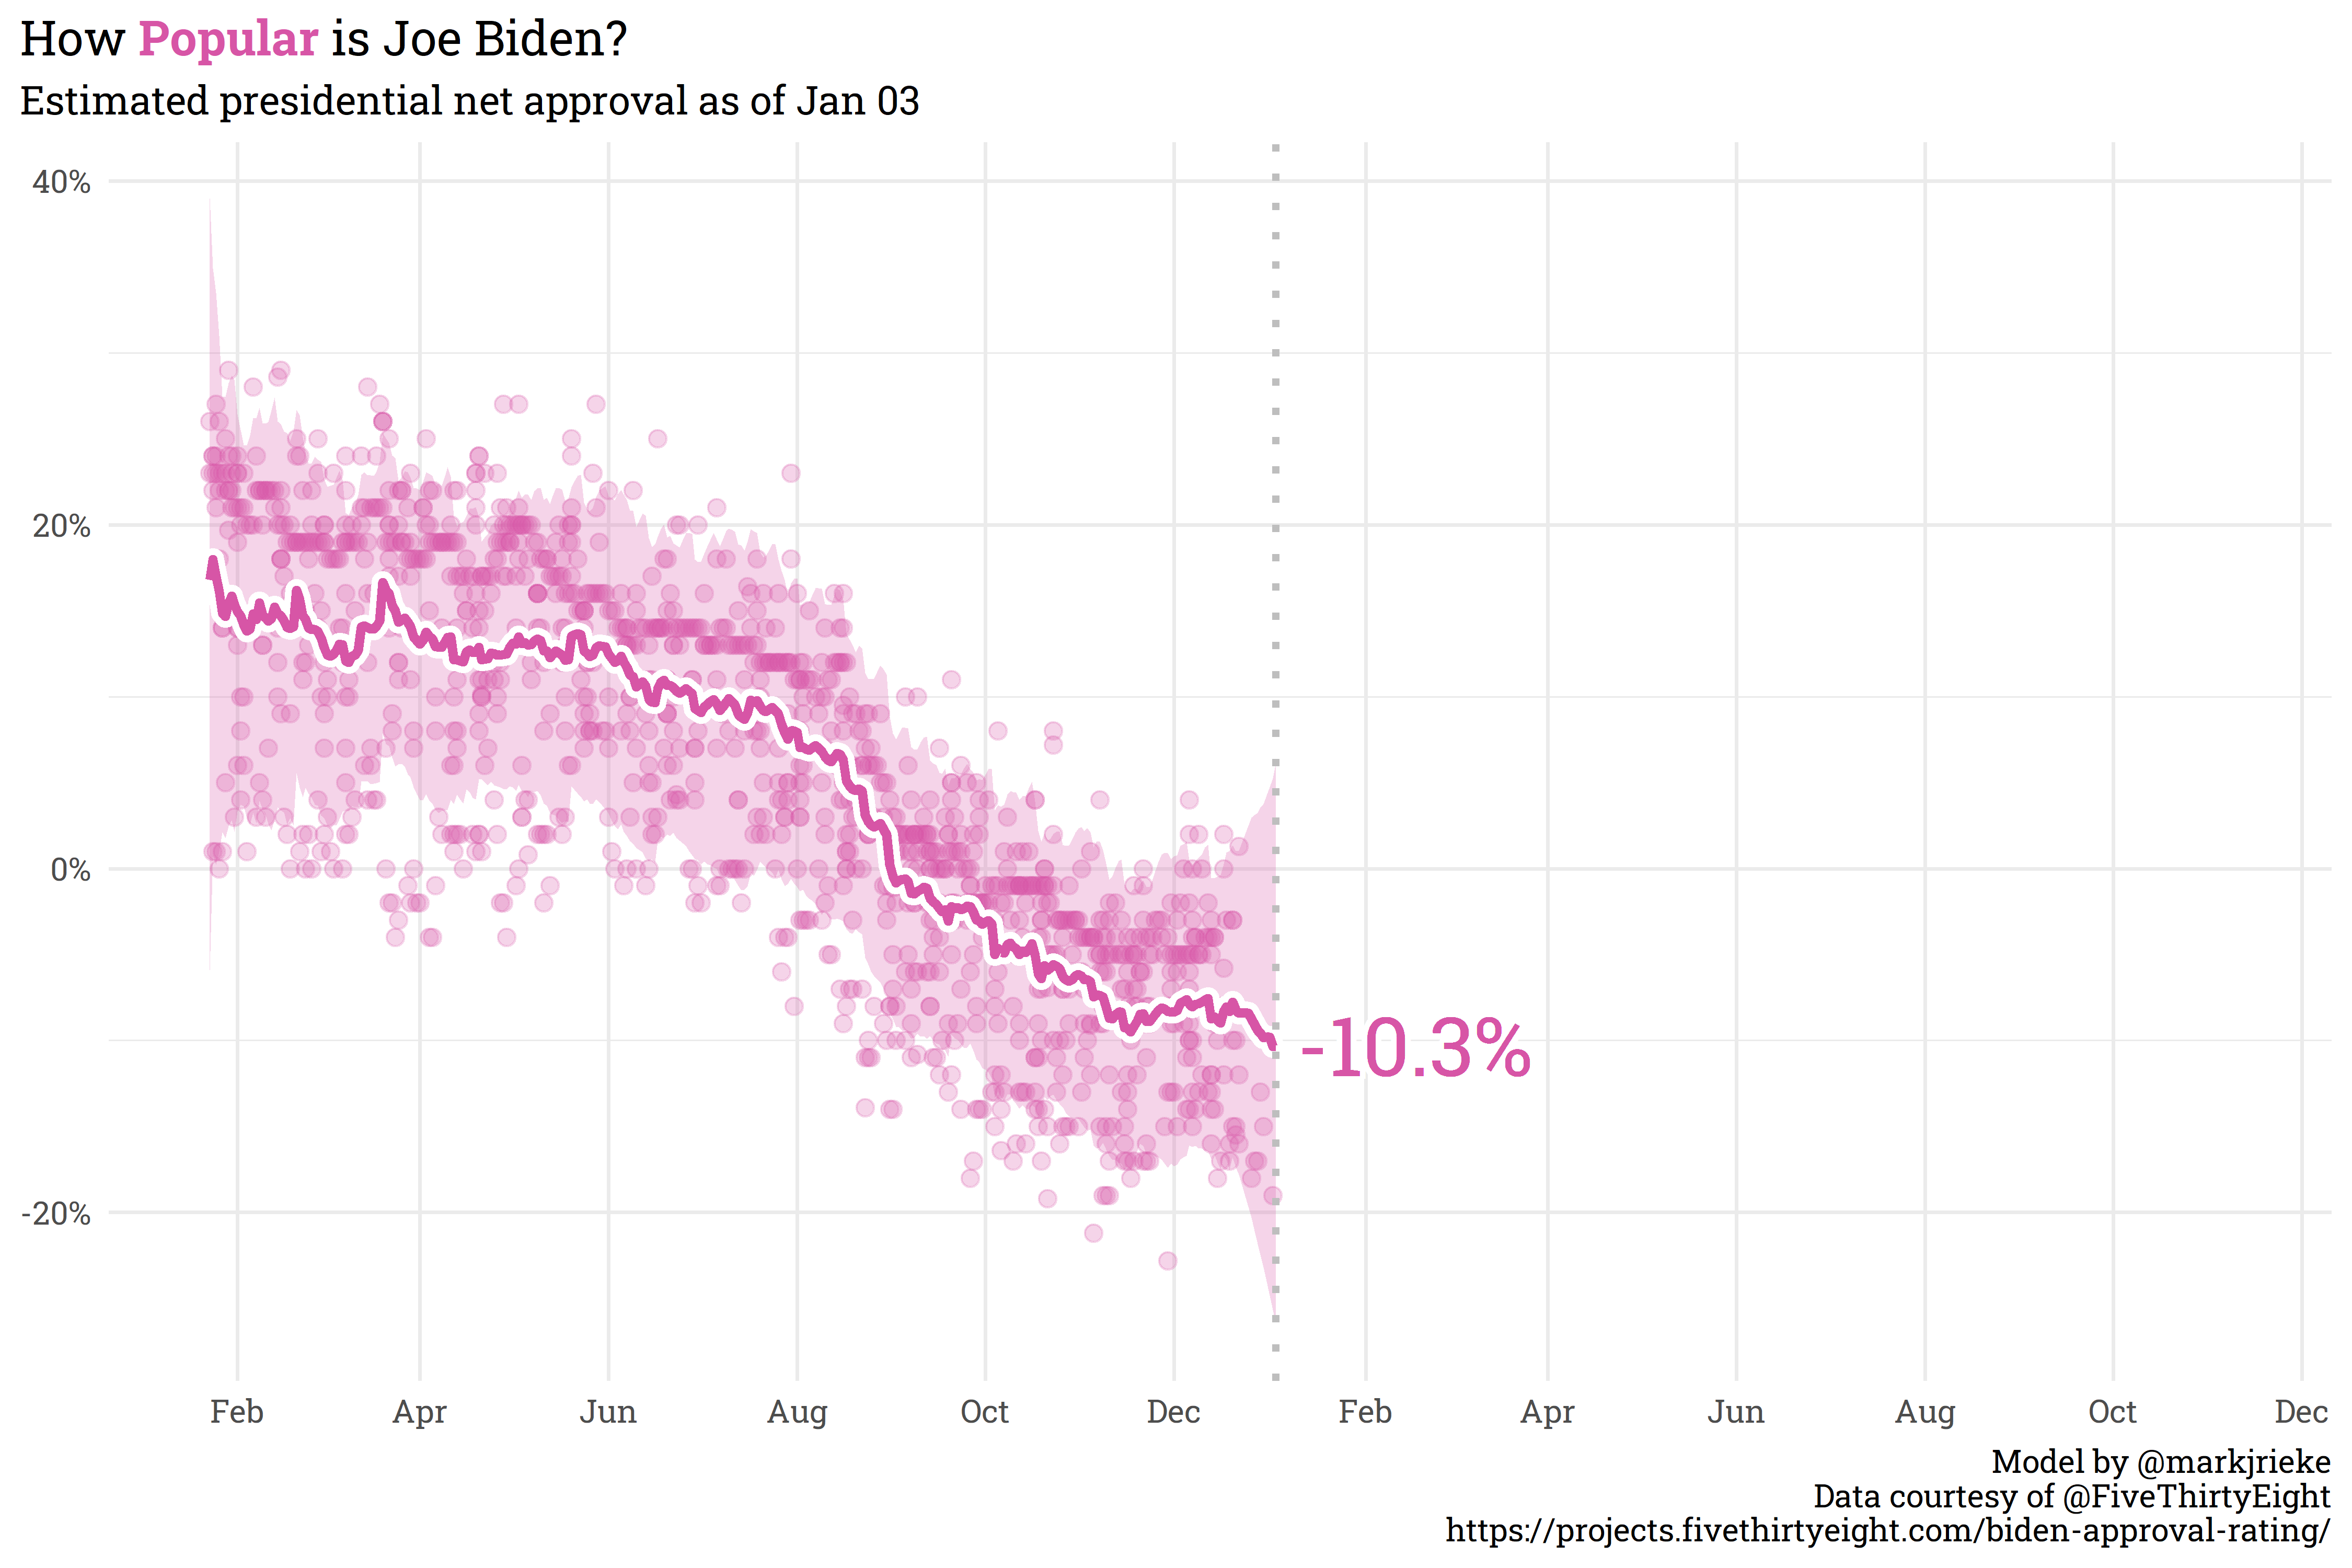 How Popular is Joe Biden?
Estimated presidential net approval as of Jan 03
40%
20%
0%
-20%
-10.3%
Feb Apr Jun Aug Oct Dec Feb Apr Jun Aug Oct Dec
Model by @markjrieke
Data courtesy of @FiveThirtyEight
https://projects.fivethirtyeight.com/biden-approval-rating/